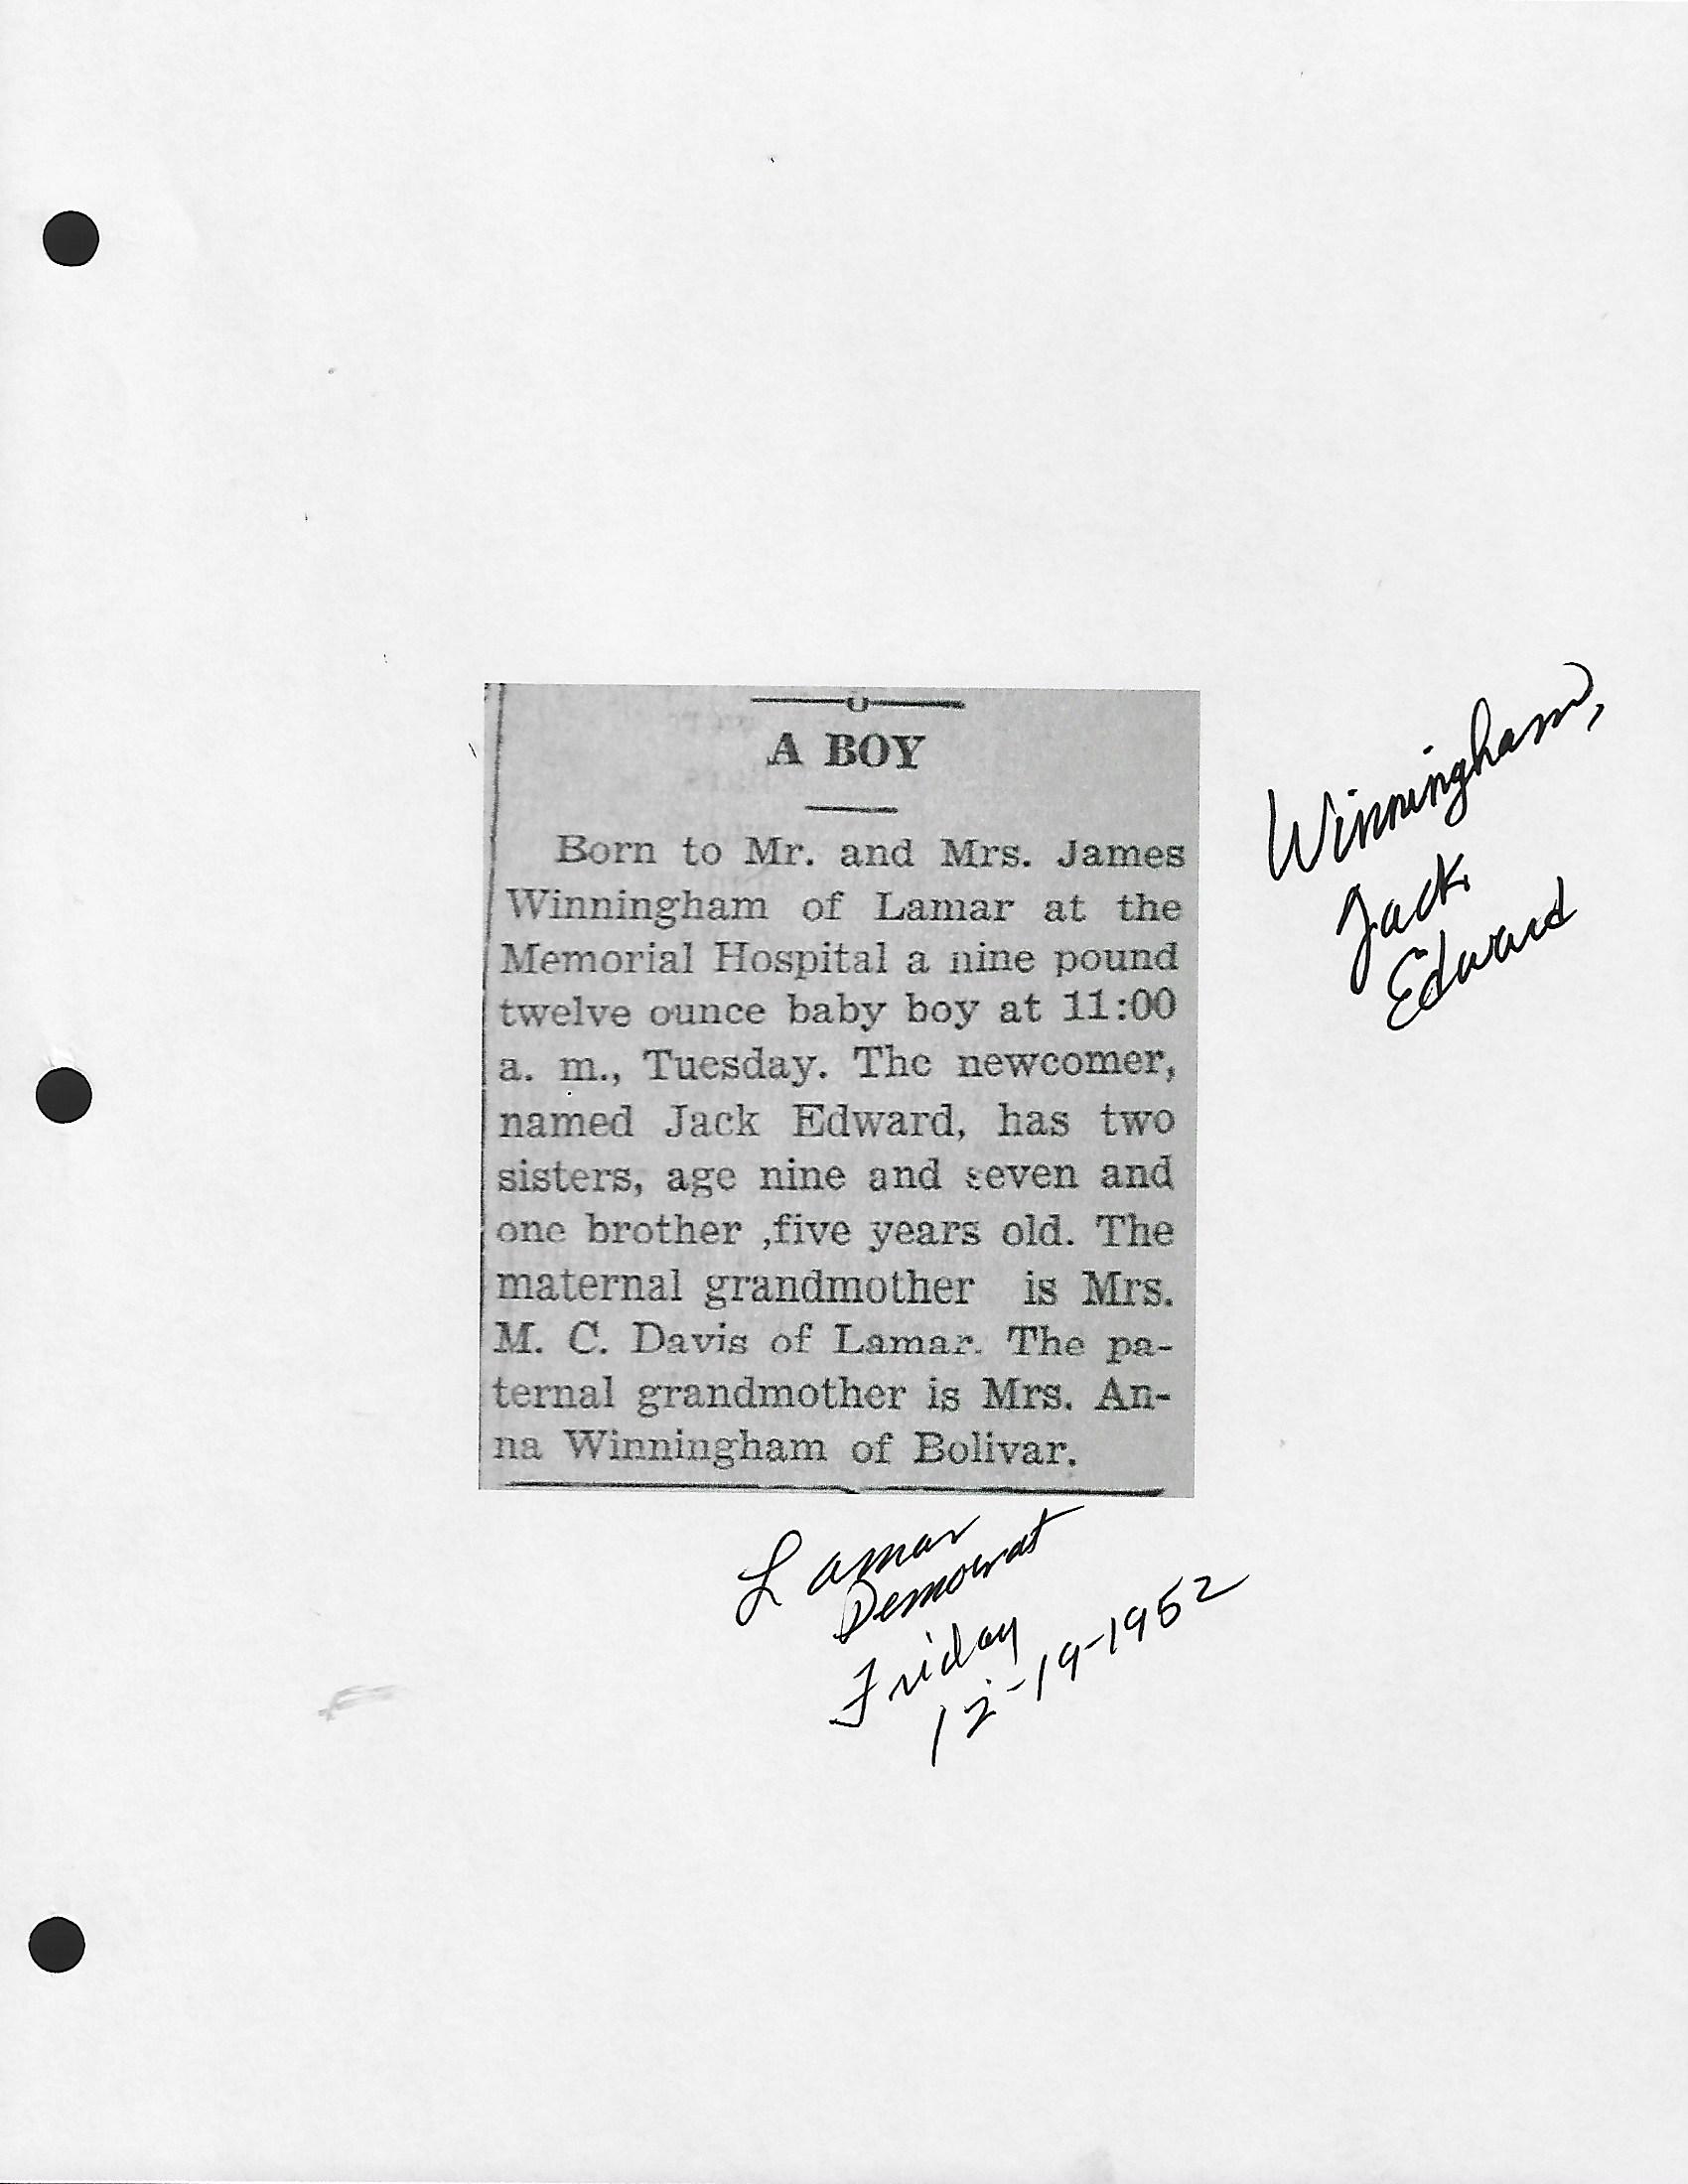 A BOY
Born to Mr. and Mrs. James
Winningham of Lamar at the
Memorial Hospital a nine pound
twelve ounce baby boy at 11:00
a. m., Tuesday. The newcomer,
named Jack Edward, has two
sisters, age nine and seven and
one brother ,five years old. The
maternal grandmother is Mrs.
M. C. Davis of Lamar. The pa-
ternal grandmother is Mrs. An-
na Winningham of Bolivar.
Winningham,
Jack
Edward
Lamar
Democrat
Friday
12-19-1952